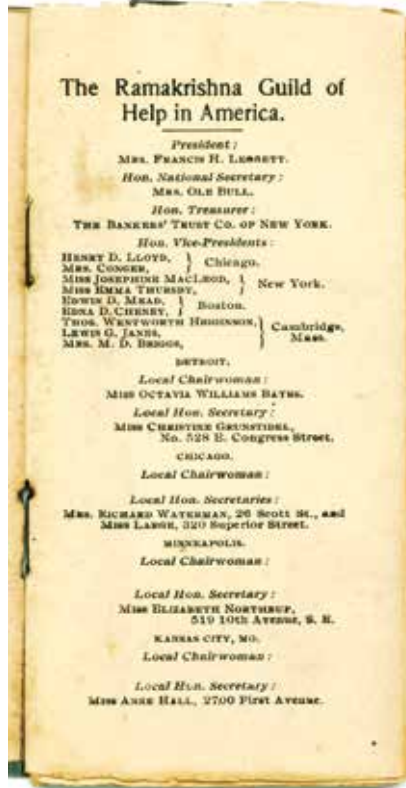 The Ramakrishna Guild of
Help in America.
President:
MRS. FRANCIS H. LEGGETT.
Hon. National Secretary:
MRS. OLE BULL.
Hon. Treasurer:
THE BANKERS' TRUST CO. OF NEW YORK.
Hon. Vice-Presidents:
HENRY D. LLOYD,
MRS. CONGER, } Chicago.
MISS JOSEPHINE MACLEOD,
MISS EMMA THURSBY, } New York.
EDWIN D. MEAD,
EDNA D. CHENEY, } Boston.
THOS. WENTWORTH HIGGINSON,
LEWIS G. JANES,
MRS. M. D. BRIGGS, } Cambridge, Mass.
DETROIT.
Local Chairwoman:
MISS OCTAVIA WILLIAMS BATES.
Local Hon. Secretary:
MISS CHRISTINE GRUNSTIDEL,
No. 528 E. Congress Street.
CHICAGO.
Local Chairwoman:
Local Hon. Secretaries:
MRS. RICHARD WATERMAN, 26 Scott St., and
MISS LARGE, 320 Superior Street.
MINNEAPOLIS.
Local Chairwoman:
Local Hon. Secretary:
MISS ELIZABETH NORTHRUP,
519 10th Avenue, S. E.
KANSAS CITY, MO.
Local Chairwoman:
Local Hon. Secretary:
MISS ANNE HALL, 2700 First Avenue.